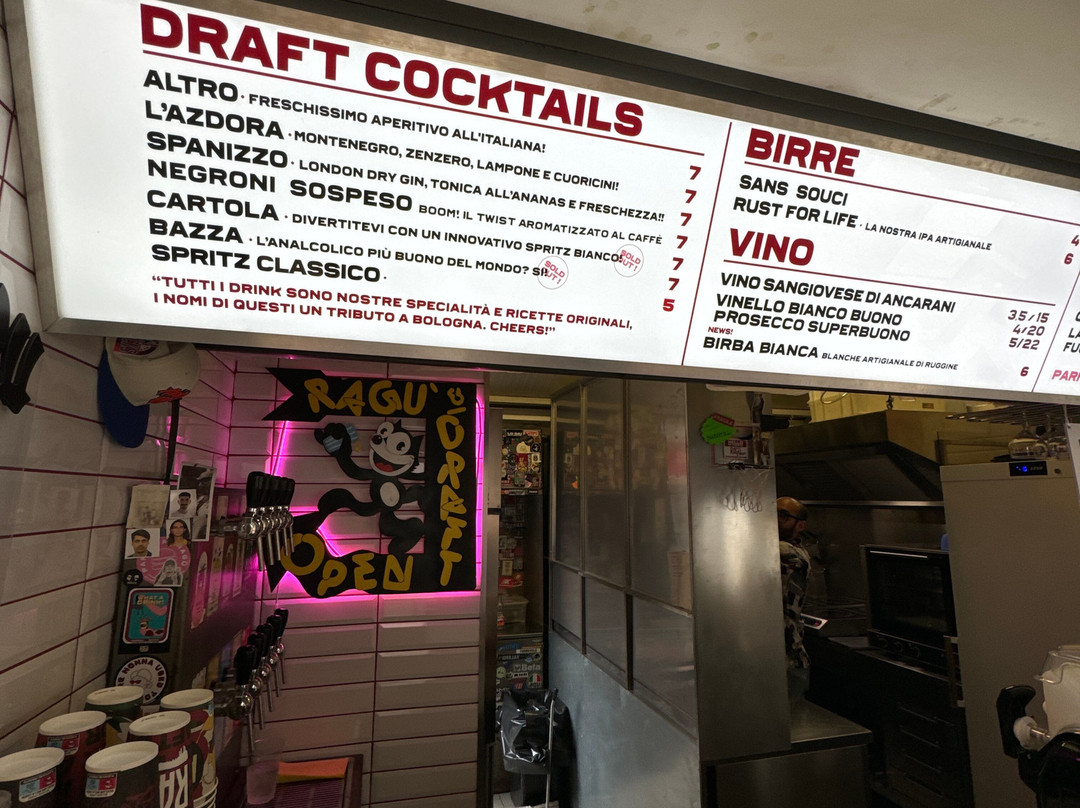 DRAFT COCKTAILS
ALTRO · FRESCHISSIMO APERITIVO ALL'ITALIANA! 7
L'AZDORA · MONTENEGRO, ZENZERO, LAMPONE E CUORICINI! 7
SPANIZZO · LONDON DRY GIN, TONICA ALL'ANANAS E FRESCHEZZA!! 7
NEGRONI SOSPESO BOOM! IL TWIST AROMATIZZATO AL CAFFÈ 7
CARTOLA · DIVERTITEVI CON UN INNOVATIVO SPRITZ BIANCO 7
SOLD OUT!
BAZZA · L'ANALCOLICO PIÙ BUONO DEL MONDO? 7
SOLD OUT!
SPRITZ CLASSICO · 5
“TUTTI I DRINK SONO NOSTRE SPECIALITÀ E RICETTE ORIGINALI,
I NOMI DI QUESTI UN TRIBUTO A BOLOGNA. CHEERS!”
BIRRE
SANS SOUCI 4
RUST FOR LIFE · LA NOSTRA IPA ARTIGIANALE 6
VINO
VINO SANGIOVESE DI ANCARANI 3,5/15
VINELLO BIANCO BUONO 4/20
PROSECCO SUPERBUONO 5/22
NEWS!
BIRBA BIANCA BLANCHE ARTIGIANALE DI RUGGINE 6
RAGU'
OPEN
NONNA USED TO